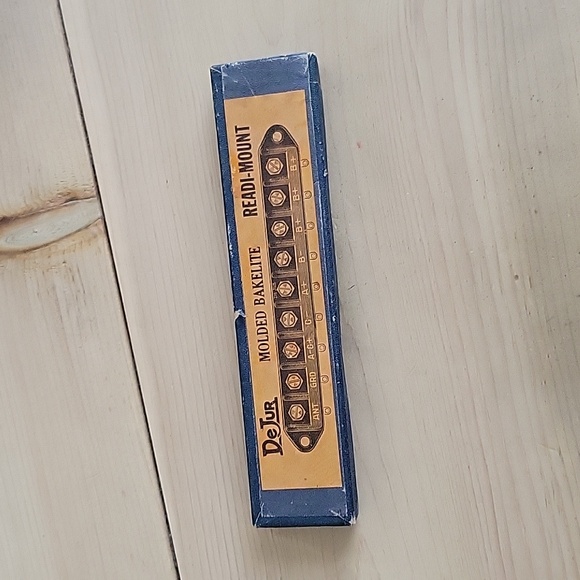 DeJUR MOLDED BAKELITE READI-MOUNT
ANT GRD A-C+ C- A+ B- B+ B+ B+